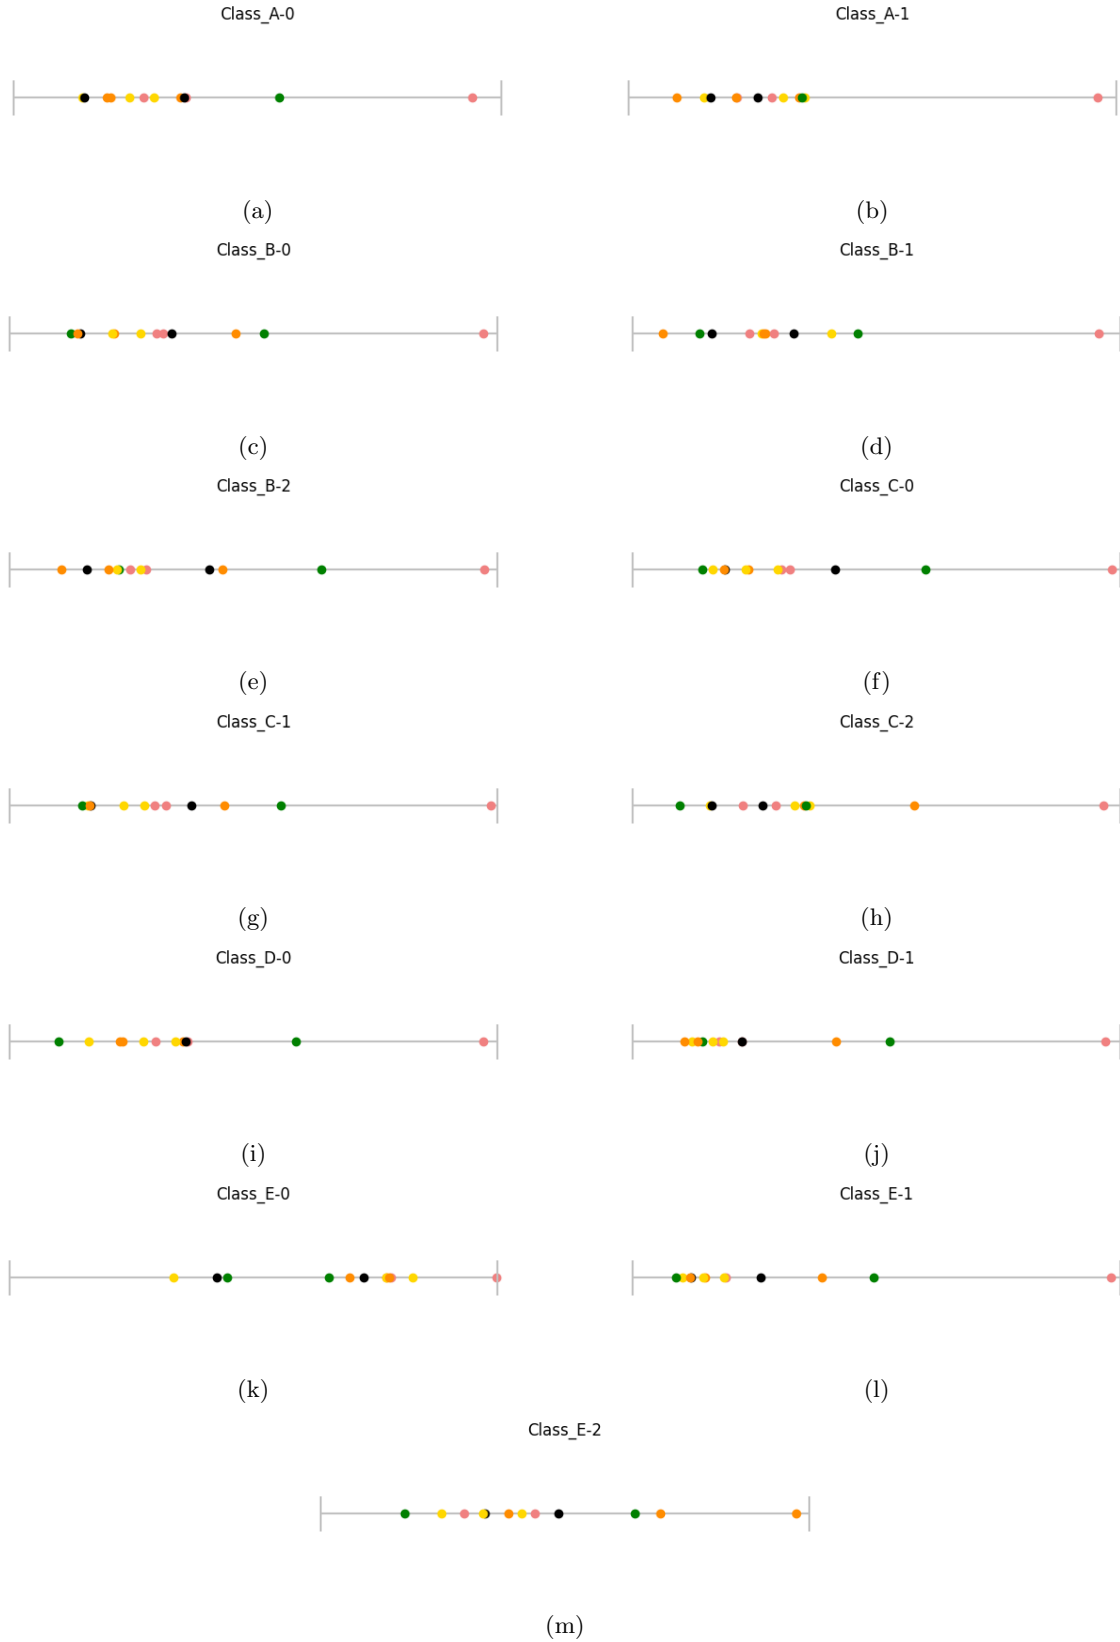 Class_A-0
Class_A-1
(a)
(b)
Class_B-0
Class_B-1
(c)
(d)
Class_B-2
Class_C-0
(e)
(f)
Class_C-1
Class_C-2
(g)
(h)
Class_D-0
Class_D-1
(i)
(j)
Class_E-0
Class_E-1
(k)
(l)
Class_E-2
(m)